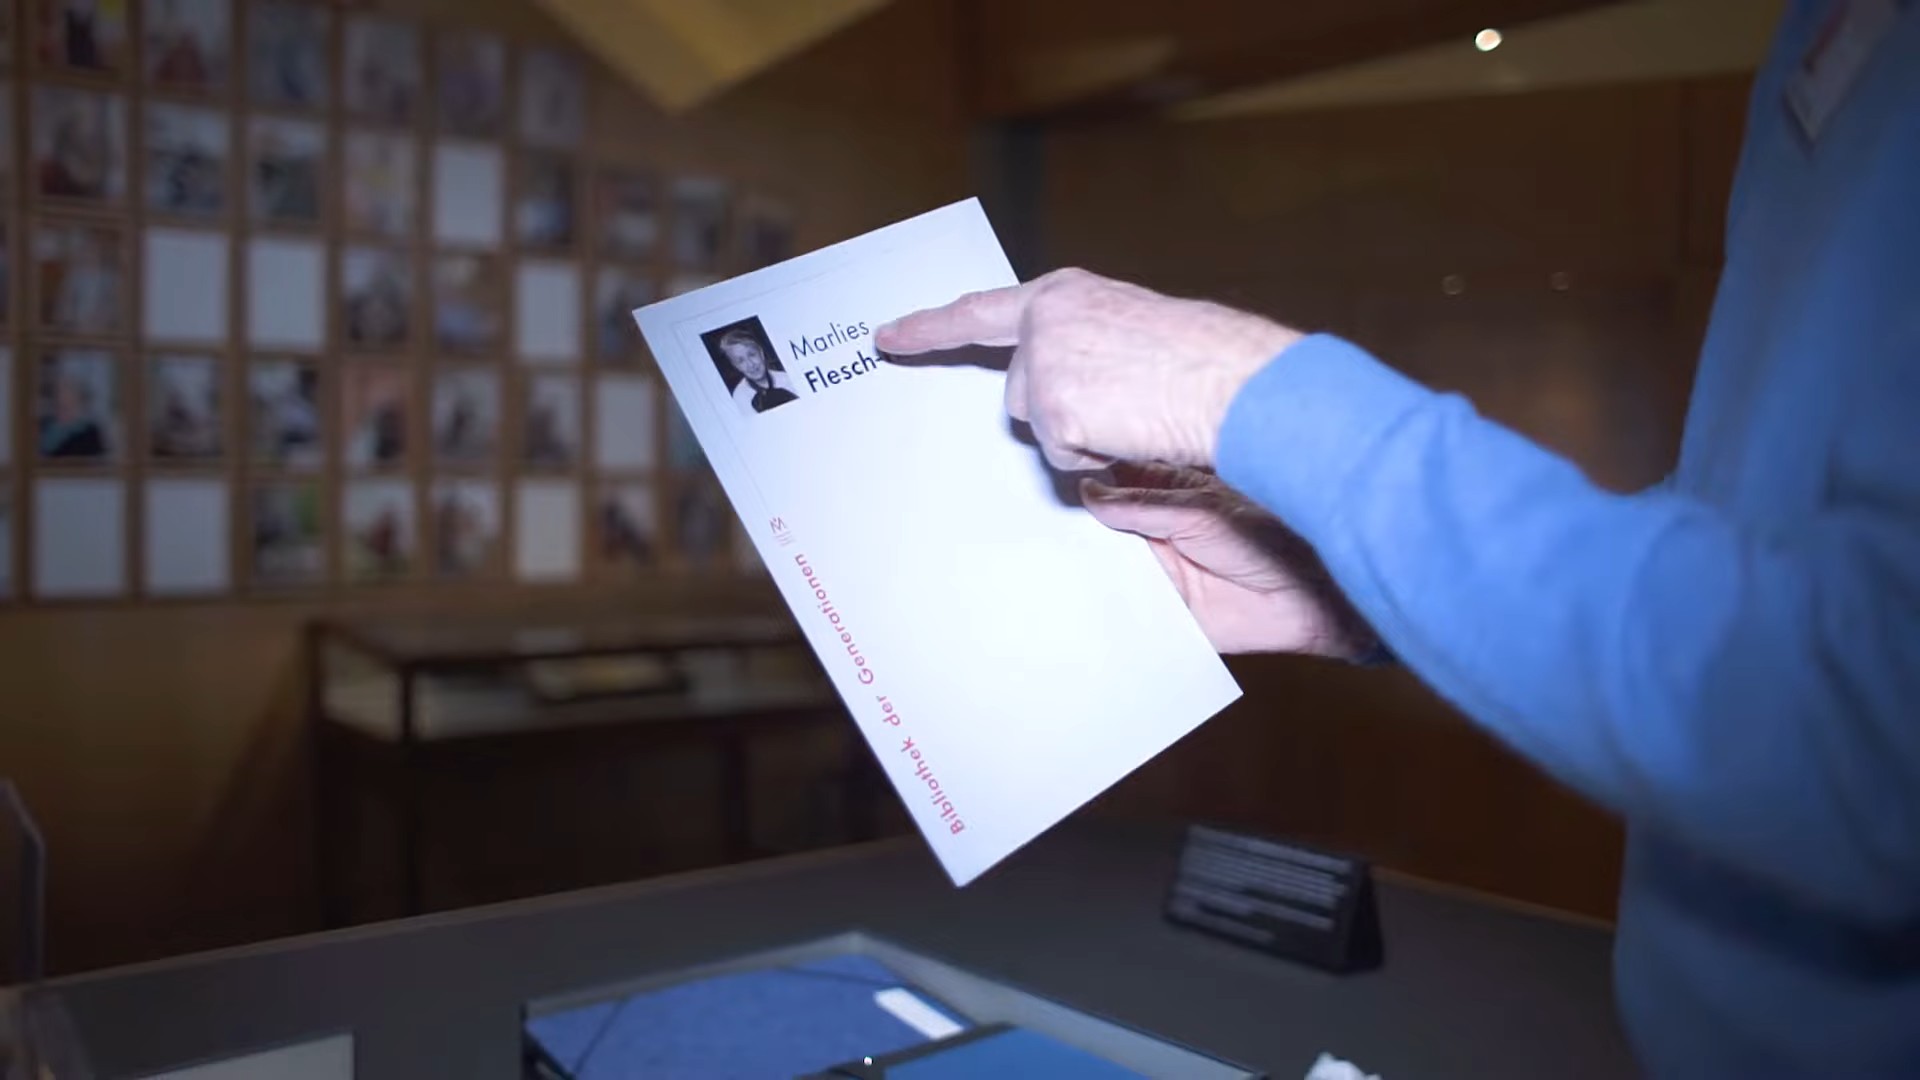 Marlies
Flesch-
Bibliothek der Generationen